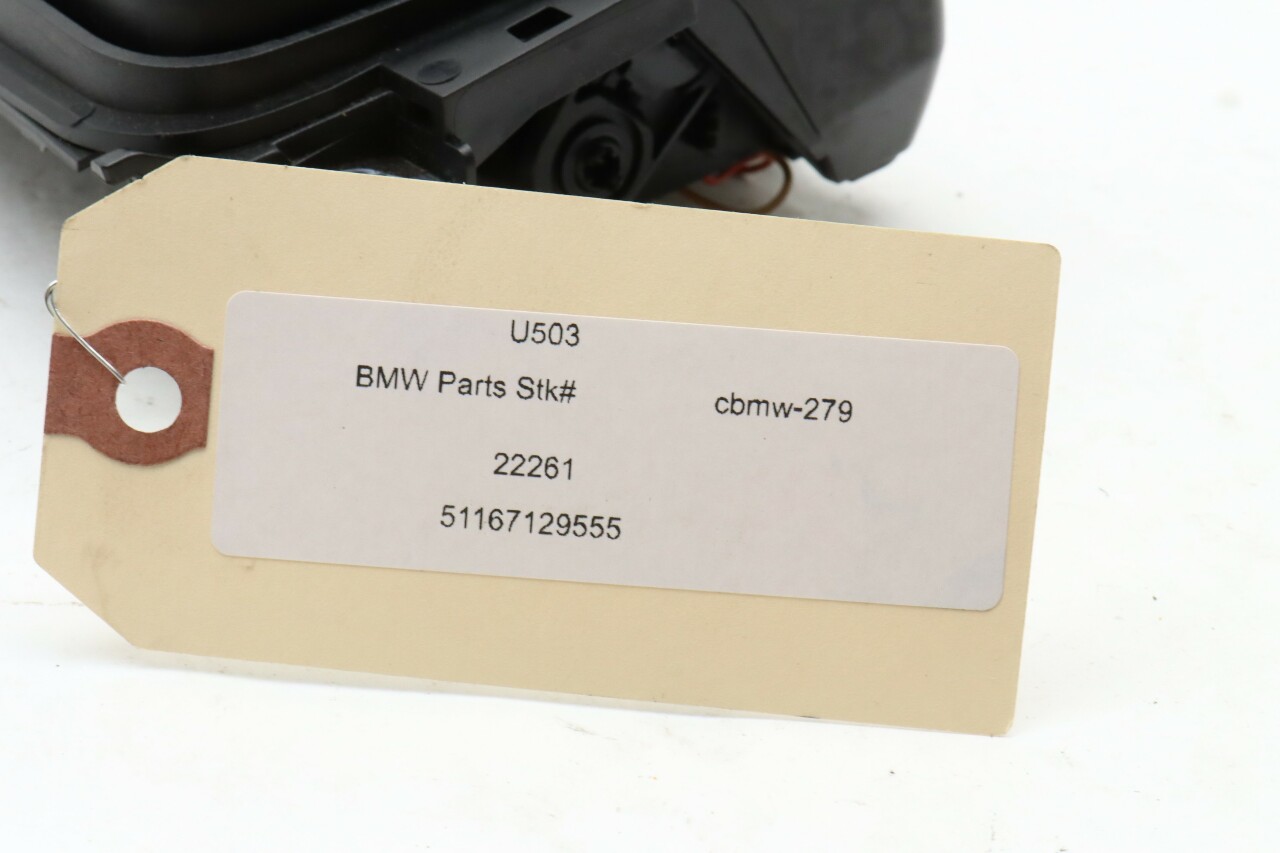 U503
BMW Parts Stk# cbmw-279
22261
51167129555